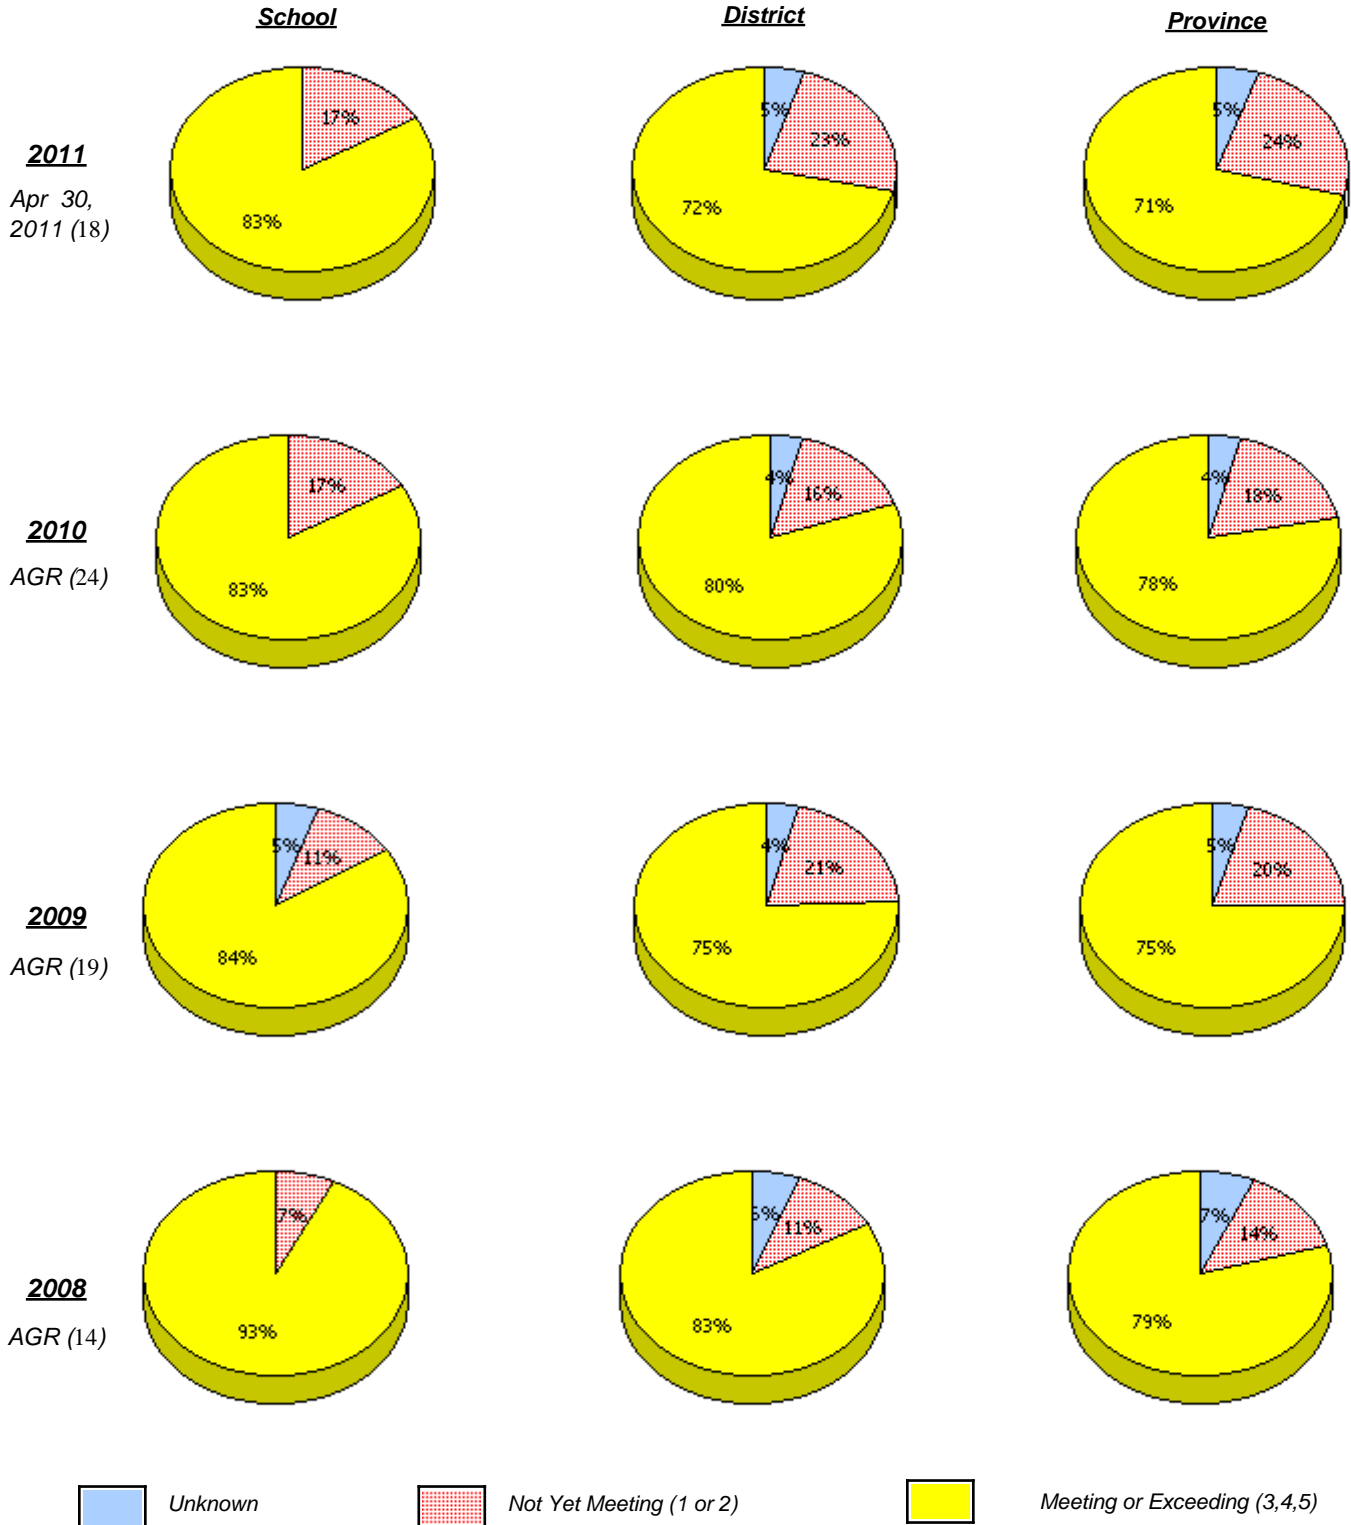 School District Province
2011
Apr 30,
2011 (18)
17% 83%
5% 23% 72%
5% 24% 71%
2010
AGR (24)
17% 83%
4% 16% 80%
4% 18% 78%
2009
AGR (19)
5% 11% 84%
4% 21% 75%
5% 20% 75%
2008
AGR (14)
7% 93%
11% 83%
7% 14% 79%
Unknown Not Yet Meeting (1 or 2) Meeting or Exceeding (3,4,5)